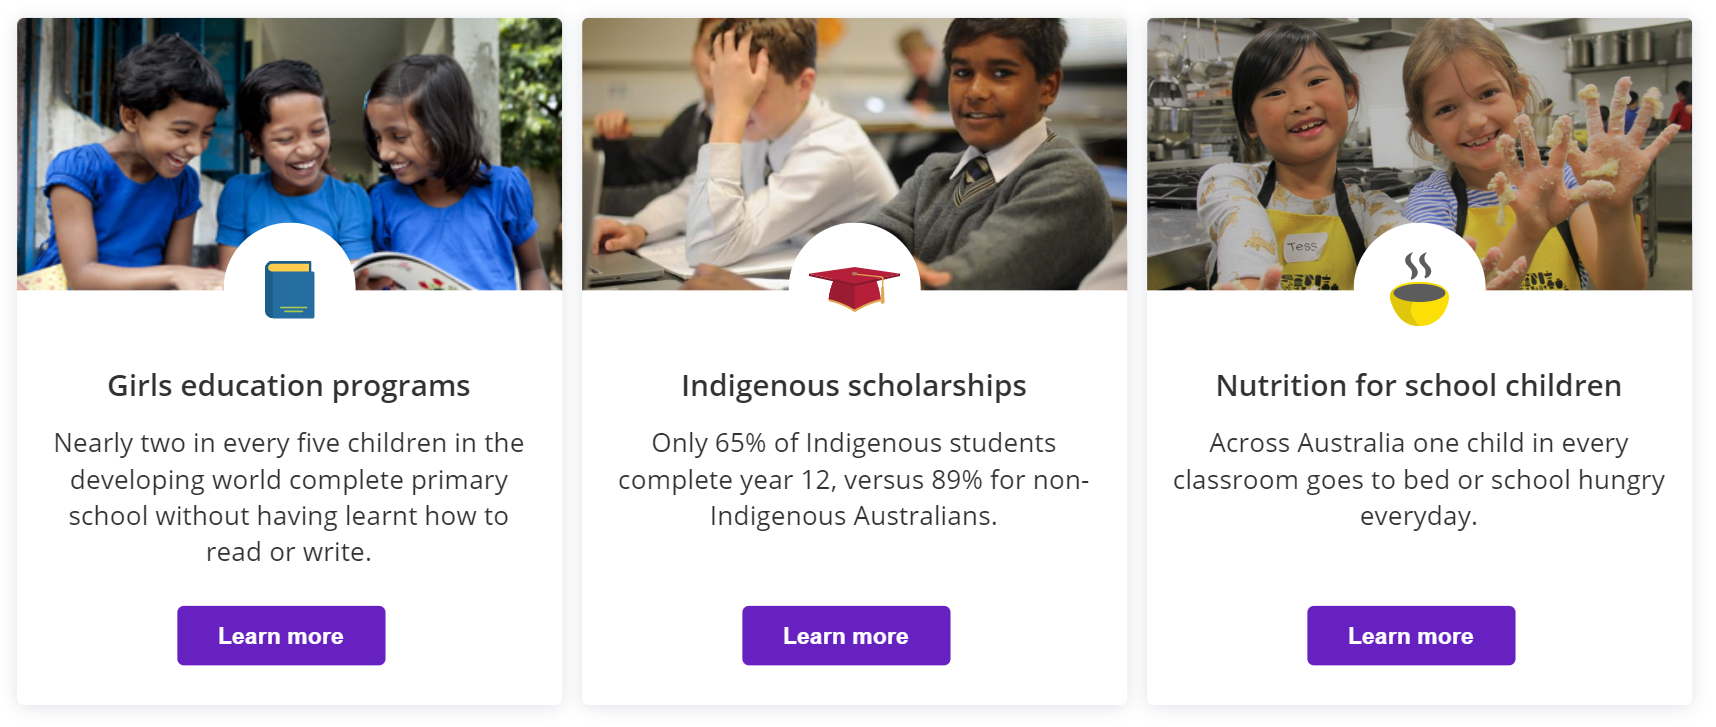 Tess
Girls education programs
Nearly two in every five children in the
developing world complete primary
school without having learnt how to
read or write.
Learn more
Indigenous scholarships
Only 65% of Indigenous students
complete year 12, versus 89% for non-
Indigenous Australians.
Learn more
Nutrition for school children
Across Australia one child in every
classroom goes to bed or school hungry
everyday.
Learn more